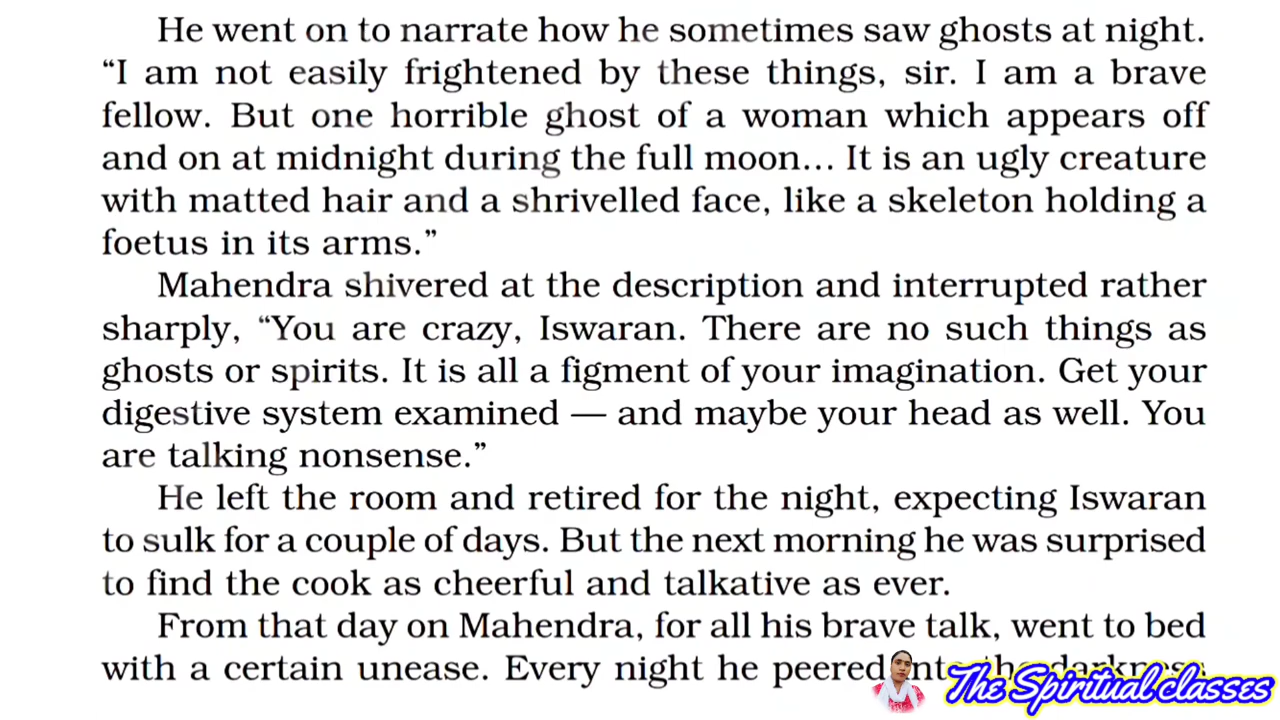 He went on to narrate how he sometimes saw ghosts at night.
“I am not easily frightened by these things, sir. I am a brave
fellow. But one horrible ghost of a woman which appears off
and on at midnight during the full moon... It is an ugly creature
with matted hair and a shrivelled face, like a skeleton holding a
foetus in its arms.”
Mahendra shivered at the description and interrupted rather
sharply, “You are crazy, Iswaran. There are no such things as
ghosts or spirits. It is all a figment of your imagination. Get your
digestive system examined — and maybe your head as well. You
are talking nonsense.”
He left the room and retired for the night, expecting Iswaran
to sulk for a couple of days. But the next morning he was surprised
to find the cook as cheerful and talkative as ever.
From that day on Mahendra, for all his brave talk, went to bed
with a certain unease. Every night he peered into the darkness
The Spiritual classes